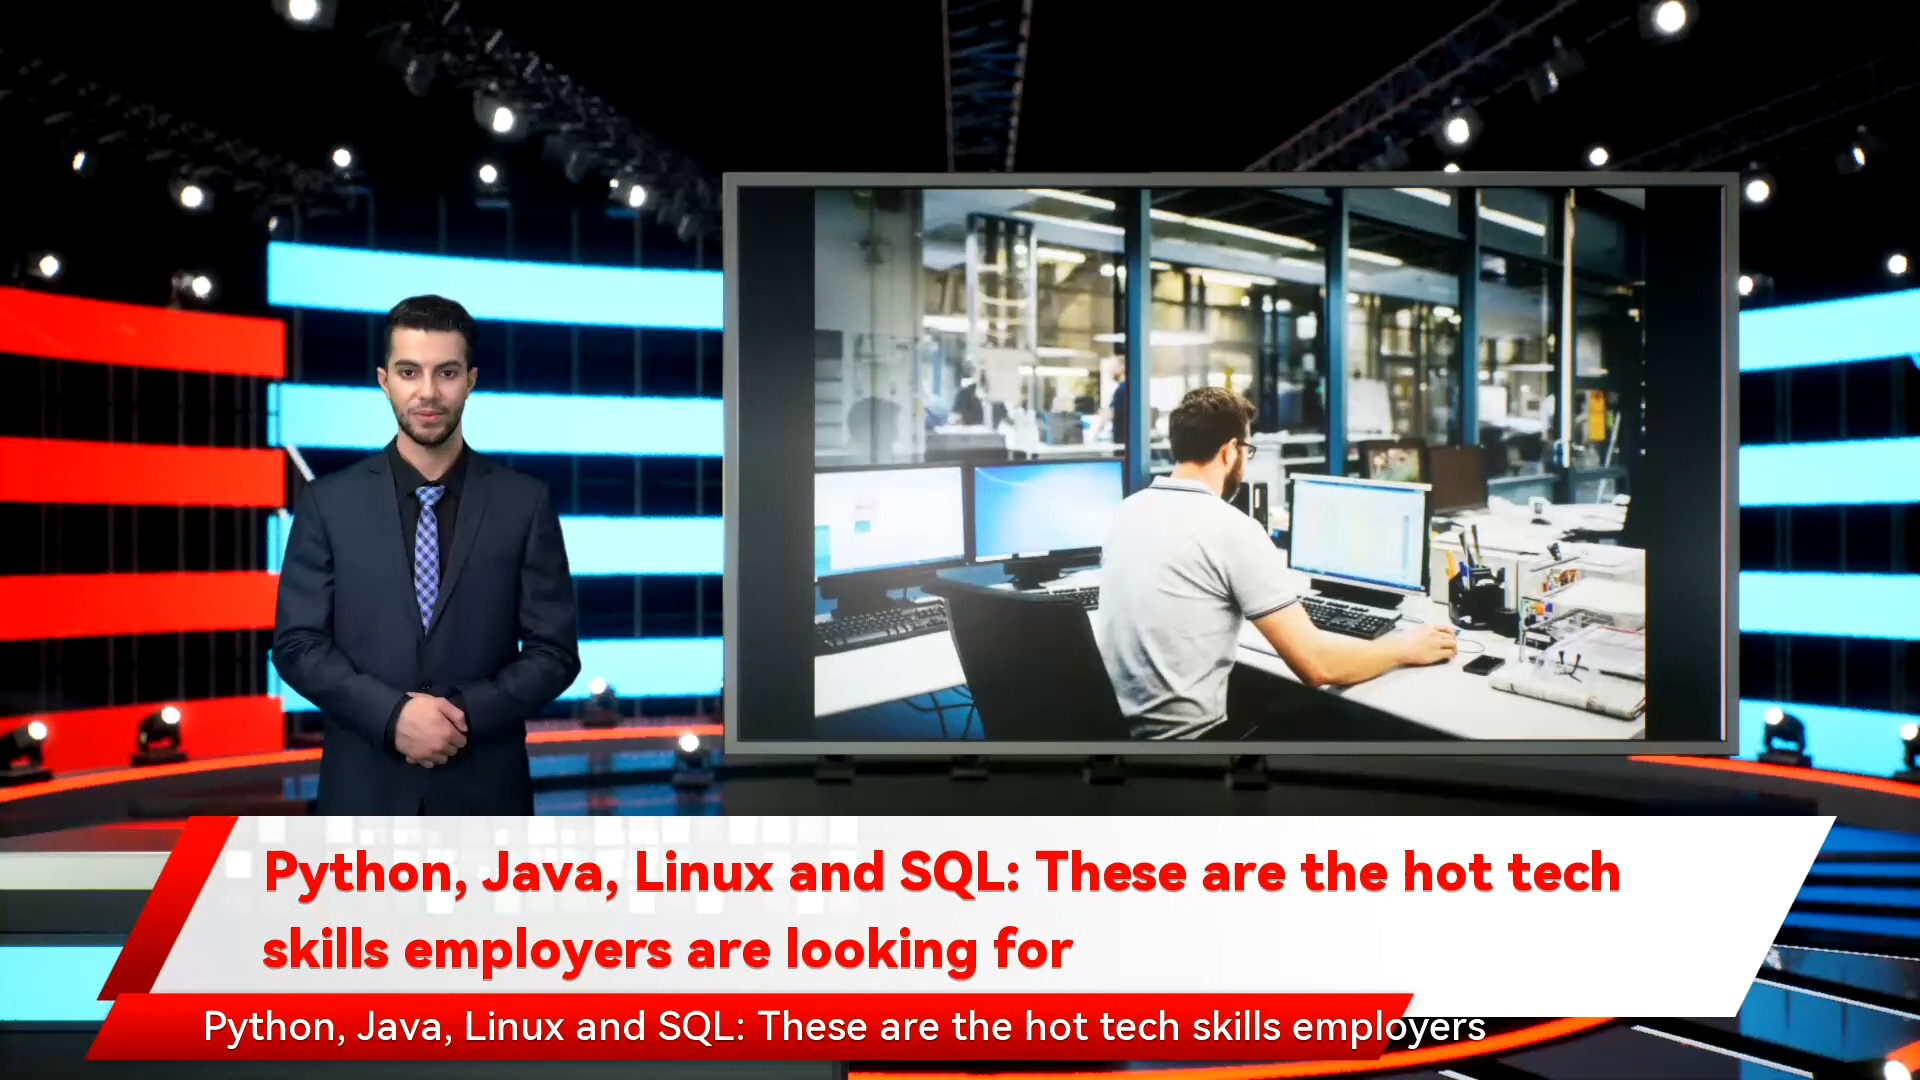 Python, Java, Linux and SQL: These are the hot tech
skills employers are looking for
Python, Java, Linux and SQL: These are the hot tech skills employers